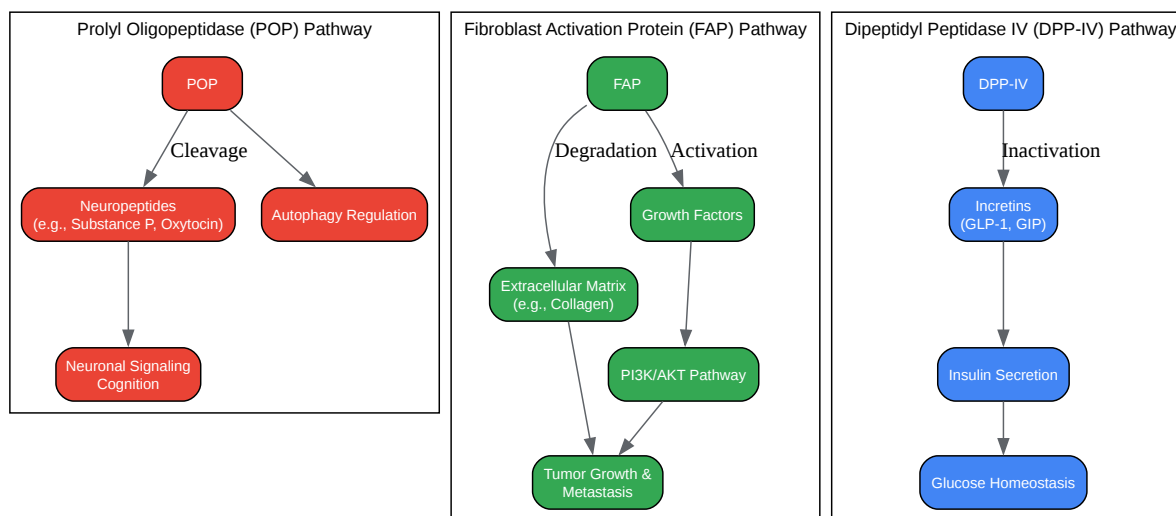 Prolyl Oligopeptidase (POP) Pathway
POP
Cleavage
Neuropeptides
(e.g., Substance P, Oxytocin)
Autophagy Regulation
Neuronal Signaling
Cognition
Fibroblast Activation Protein (FAP) Pathway
FAP
Degradation
Activation
Growth Factors
Extracellular Matrix
(e.g., Collagen)
PI3K/AKT Pathway
Tumor Growth &
Metastasis
Dipeptidyl Peptidase IV (DPP-IV) Pathway
DPP-IV
Inactivation
Incretins
(GLP-1, GIP)
Insulin Secretion
Glucose Homeostasis